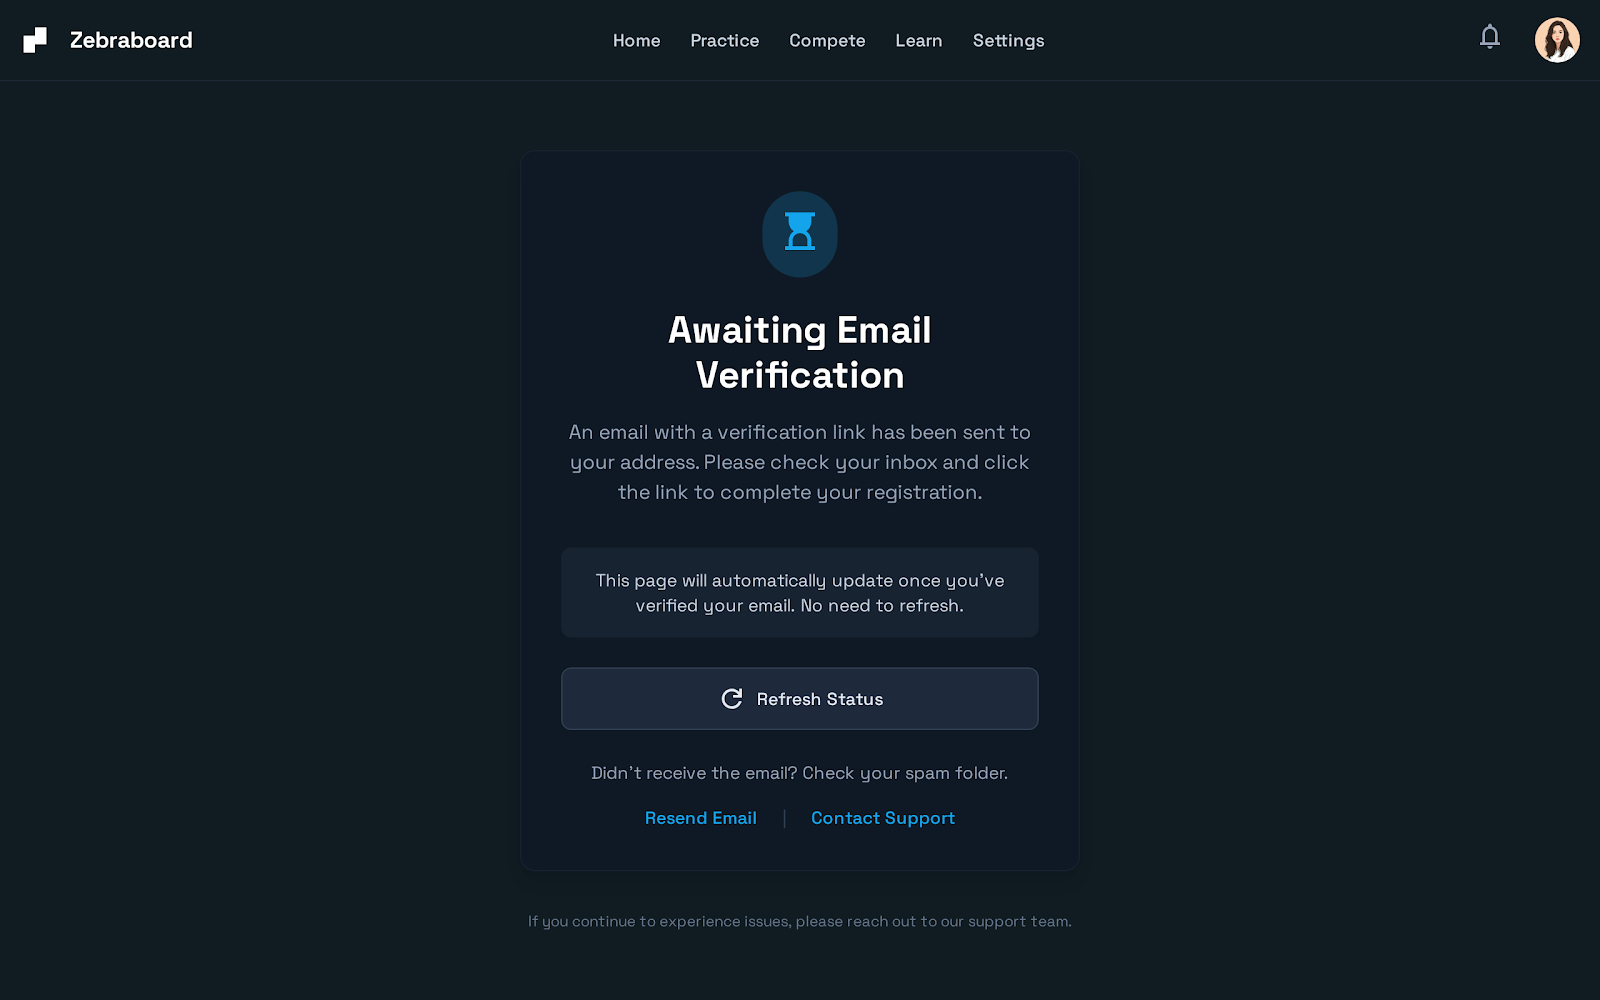 Zebraboard
Home Practice Compete Learn Settings
Awaiting Email
Verification
An email with a verification link has been sent to
your address. Please check your inbox and click
the link to complete your registration.
This page will automatically update once you've
verified your email. No need to refresh.
Refresh Status
Didn't receive the email? Check your spam folder.
Resend Email | Contact Support
If you continue to experience issues, please reach out to our support team.